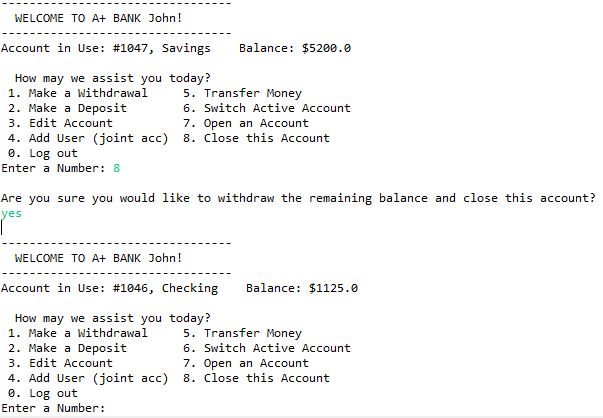 ---------------------------------
WELCOME TO A+ BANK John!
---------------------------------
Account in Use: #1047, Savings    Balance: $5200.0
How may we assist you today?
1. Make a Withdrawal     5. Transfer Money
2. Make a Deposit        6. Switch Active Account
3. Edit Account          7. Open an Account
4. Add User (joint acc)  8. Close this Account
0. Log out
Enter a Number: 8
Are you sure you would like to withdraw the remaining balance and close this account?
yes
---------------------------------
WELCOME TO A+ BANK John!
---------------------------------
Account in Use: #1046, Checking    Balance: $1125.0
How may we assist you today?
1. Make a Withdrawal     5. Transfer Money
2. Make a Deposit        6. Switch Active Account
3. Edit Account          7. Open an Account
4. Add User (joint acc)  8. Close this Account
0. Log out
Enter a Number: